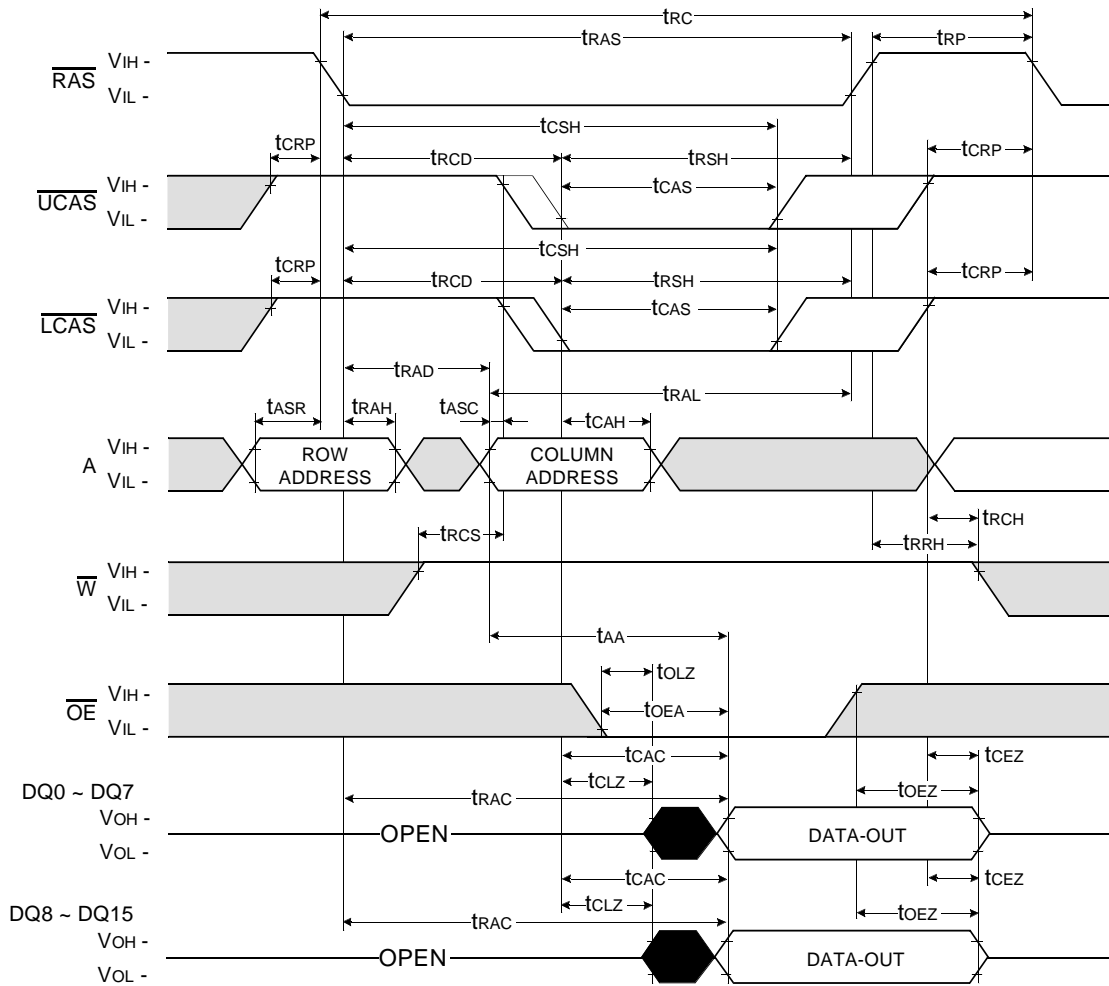 tRC
tRAS
tRP
RAS
VIH -
VIL -
tCSH
tCRP
tRCD
tRSH
tCRP
UCAS
VIH -
VIL -
tCAS
tCSH
tCRP
tRCD
tRSH
tCRP
LCAS
VIH -
VIL -
tCAS
tRAD
tRAL
tASR
tRAH
tASC
tCAH
A
VIH -
VIL -
ROW
ADDRESS
COLUMN
ADDRESS
tRCS
tRCH
tRRH
W
VIH -
VIL -
tAA
tOLZ
OE
VIH -
VIL -
tOEA
tCAC
tCEZ
tCLZ
tOEZ
DQ0 ~ DQ7
tRAC
VOH -
VOL -
OPEN
DATA-OUT
tCAC
tCEZ
tCLZ
tOEZ
DQ8 ~ DQ15
tRAC
VOH -
VOL -
OPEN
DATA-OUT